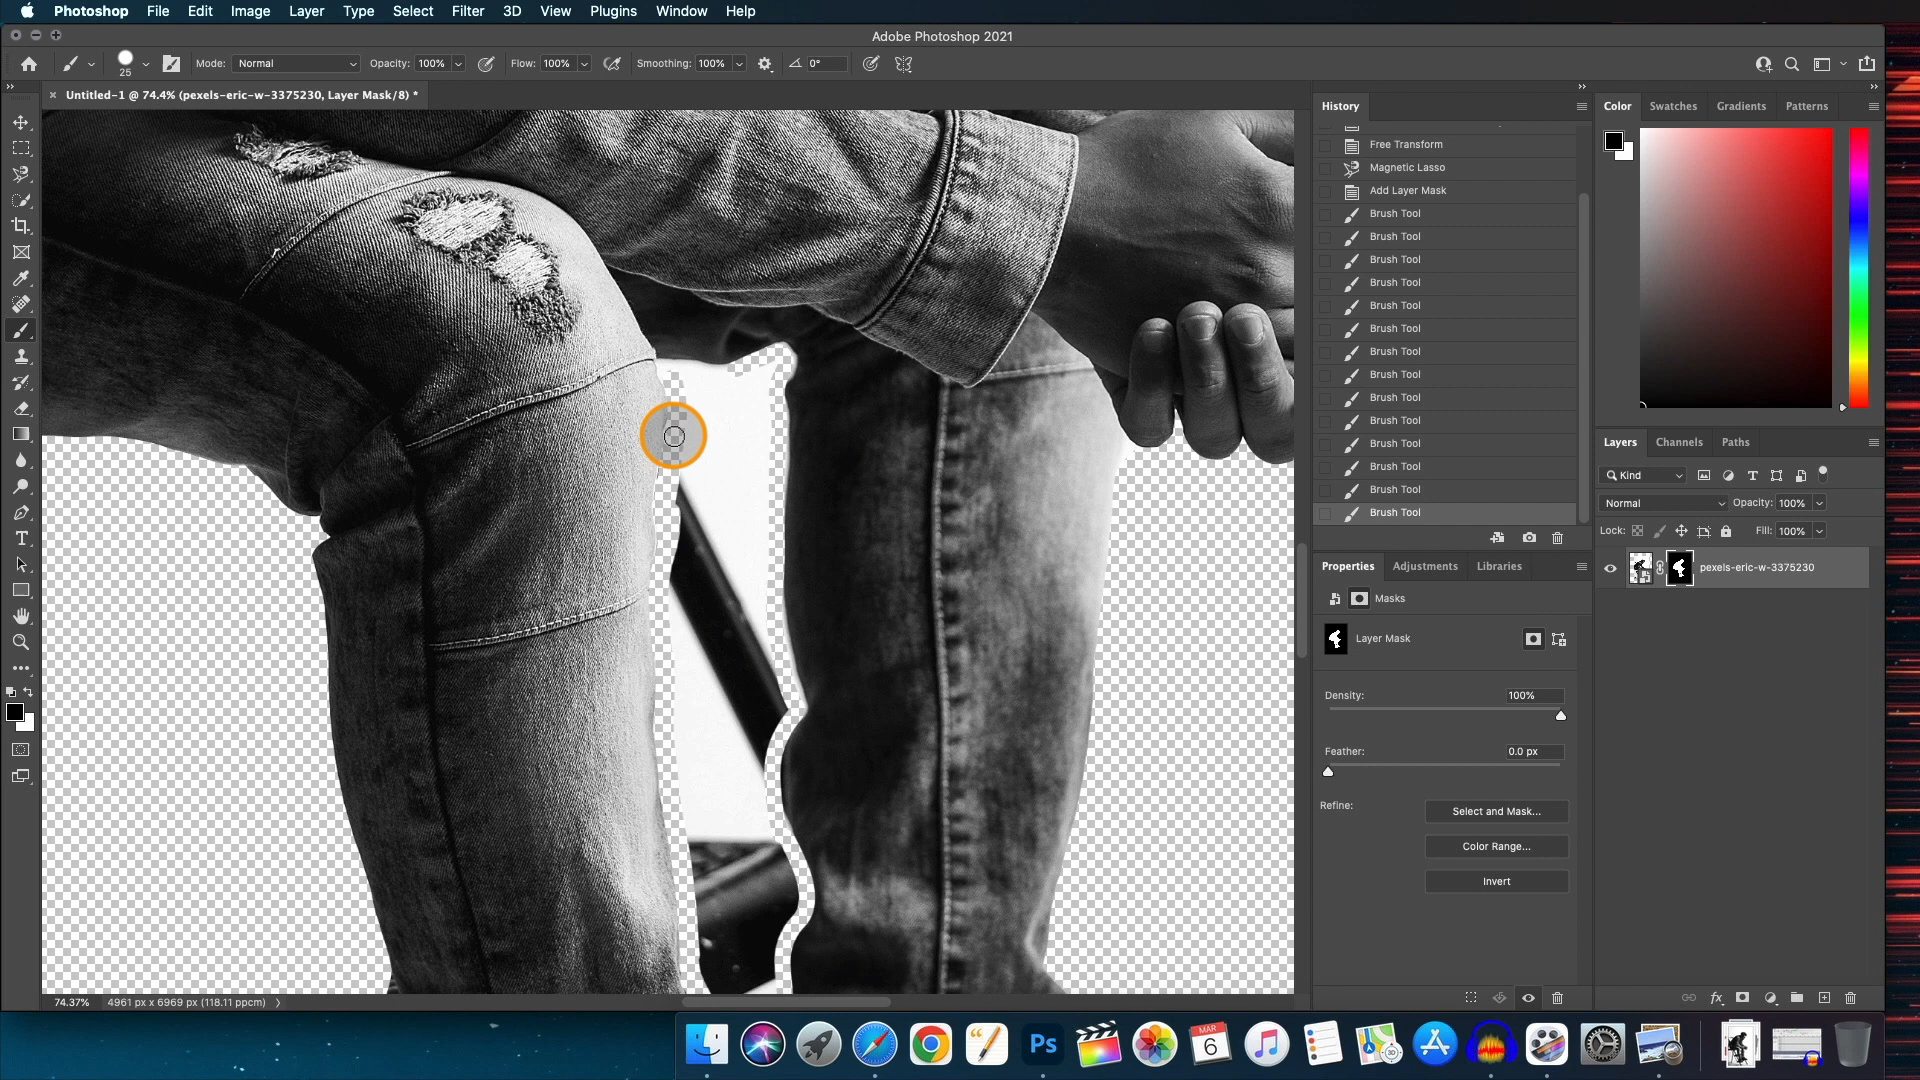 Photoshop File Edit Image Layer Type Select Filter 3D View Plugins Window Help
Adobe Photoshop 2021
25 Mode: Normal Opacity: 100% Flow: 100% Smoothing: 100% 0°
Untitled-1 @ 74.4% (pexels-eric-w-3375230, Layer Mask/8) *
History
Free Transform
Magnetic Lasso
Add Layer Mask
Brush Tool
Brush Tool
Brush Tool
Brush Tool
Brush Tool
Brush Tool
Brush Tool
Brush Tool
Brush Tool
Brush Tool
Brush Tool
Brush Tool
Brush Tool
Brush Tool
Properties Adjustments Libraries
Masks
Layer Mask
Density: 100%
Feather: 0.0 px
Refine: Select and Mask...
Color Range...
Invert
Color Swatches Gradients Patterns
Layers Channels Paths
Kind
Normal Opacity: 100%
Lock: Fill: 100%
pexels-eric-w-3375230
fx
74.37% 4961 px x 6969 px (118.11 ppcm)
Ps
MAR
6